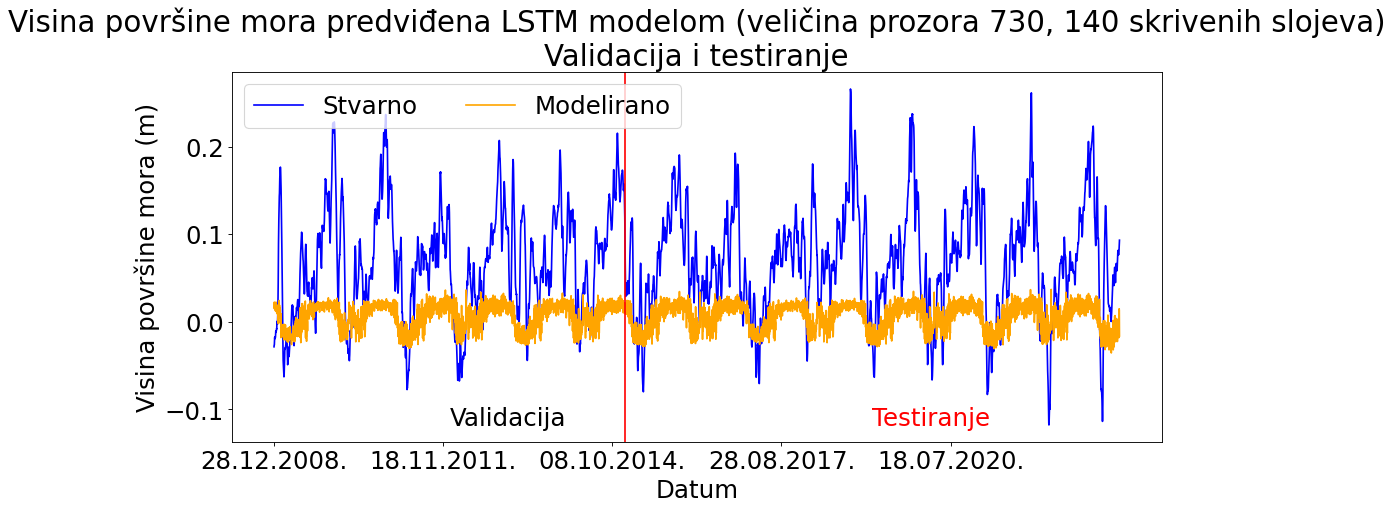 Visina površine mora predviđena LSTM modelom (veličina prozora 730, 140 skrivenih slojeva)
Validacija i testiranje
Stvarno
Modelirano
Visina površine mora (m)
0.2
0.1
0.0
−0.1
Validacija
Testiranje
28.12.2008.
18.11.2011.
08.10.2014.
28.08.2017.
18.07.2020.
Datum